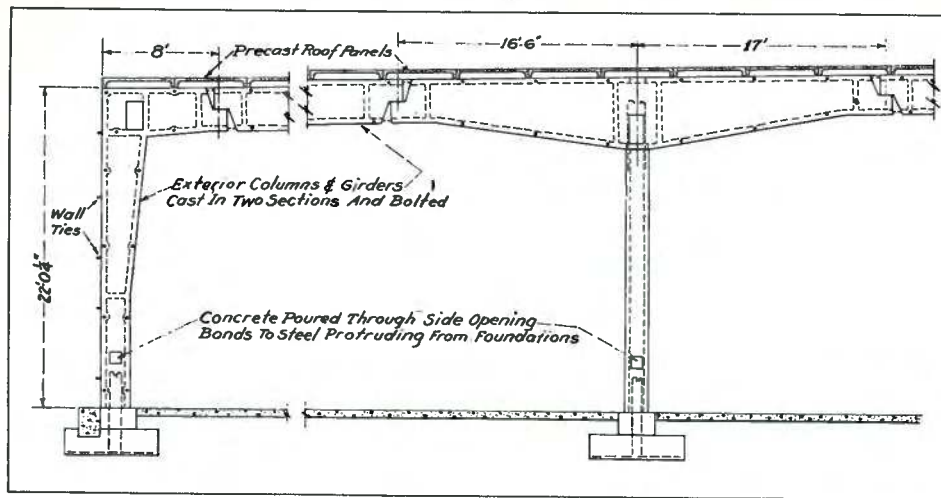 8'
Precast Roof Panels
16'-6"
17'
Exterior Columns & Girders
Cast In Two Sections And Bolted
Wall
Ties
22'-0¼"
Concrete Poured Through Side Opening
Bonds To Steel Protruding From Foundations